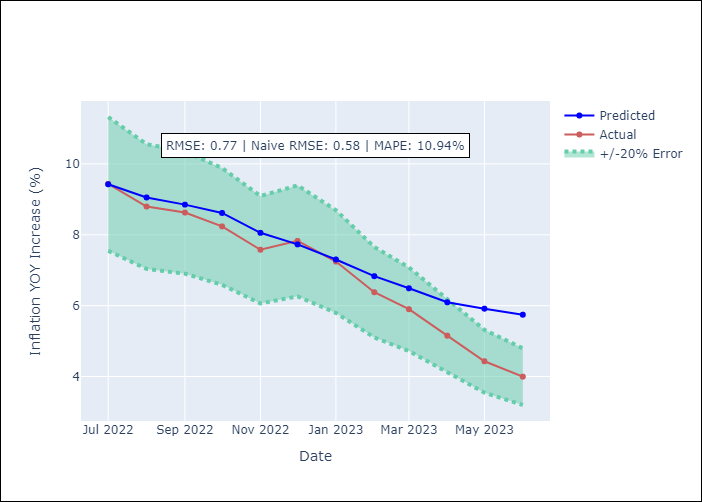 RMSE: 0.77 | Naive RMSE: 0.58 | MAPE: 10.94%
Predicted
Actual
+/-20% Error
Inflation YOY Increase (%)
10
8
6
4
Jul 2022
Sep 2022
Nov 2022
Jan 2023
Mar 2023
May 2023
Date